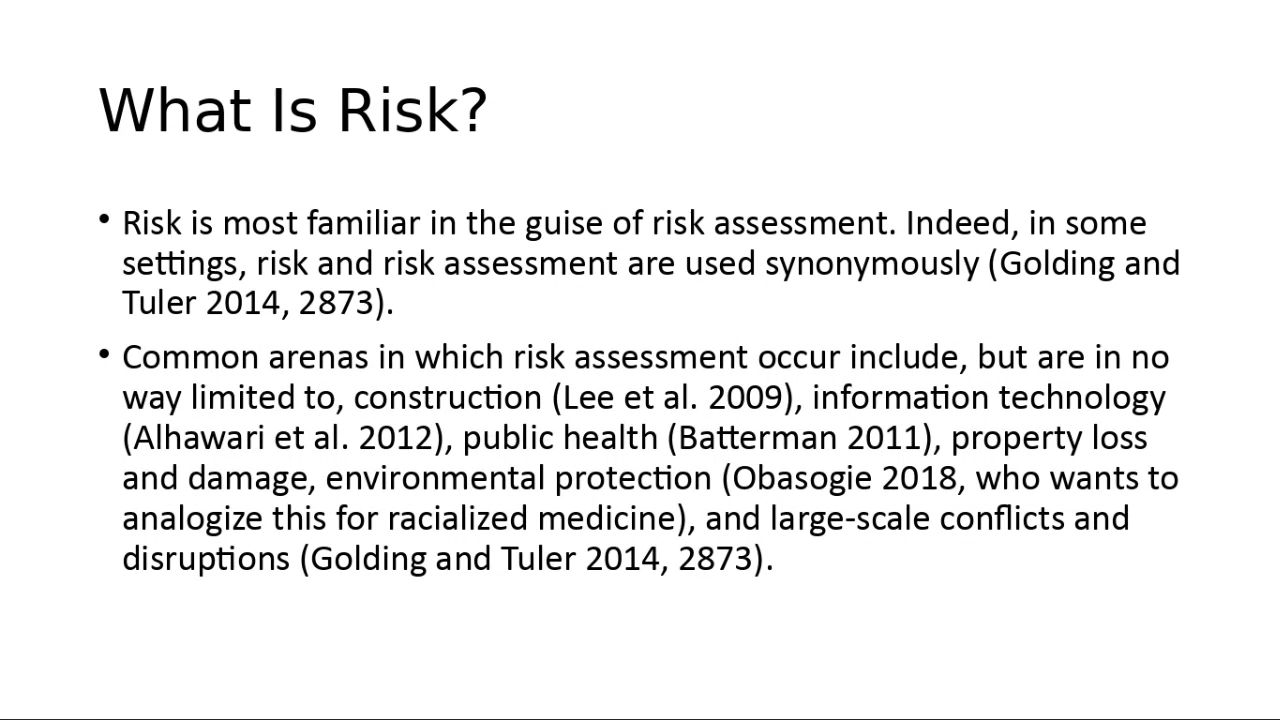 What Is Risk?
• Risk is most familiar in the guise of risk assessment. Indeed, in some
settings, risk and risk assessment are used synonymously (Golding and
Tuler 2014, 2873).
• Common arenas in which risk assessment occur include, but are in no
way limited to, construction (Lee et al. 2009), information technology
(Alhawari et al. 2012), public health (Batterman 2011), property loss
and damage, environmental protection (Obasogie 2018, who wants to
analogize this for racialized medicine), and large-scale conflicts and
disruptions (Golding and Tuler 2014, 2873).